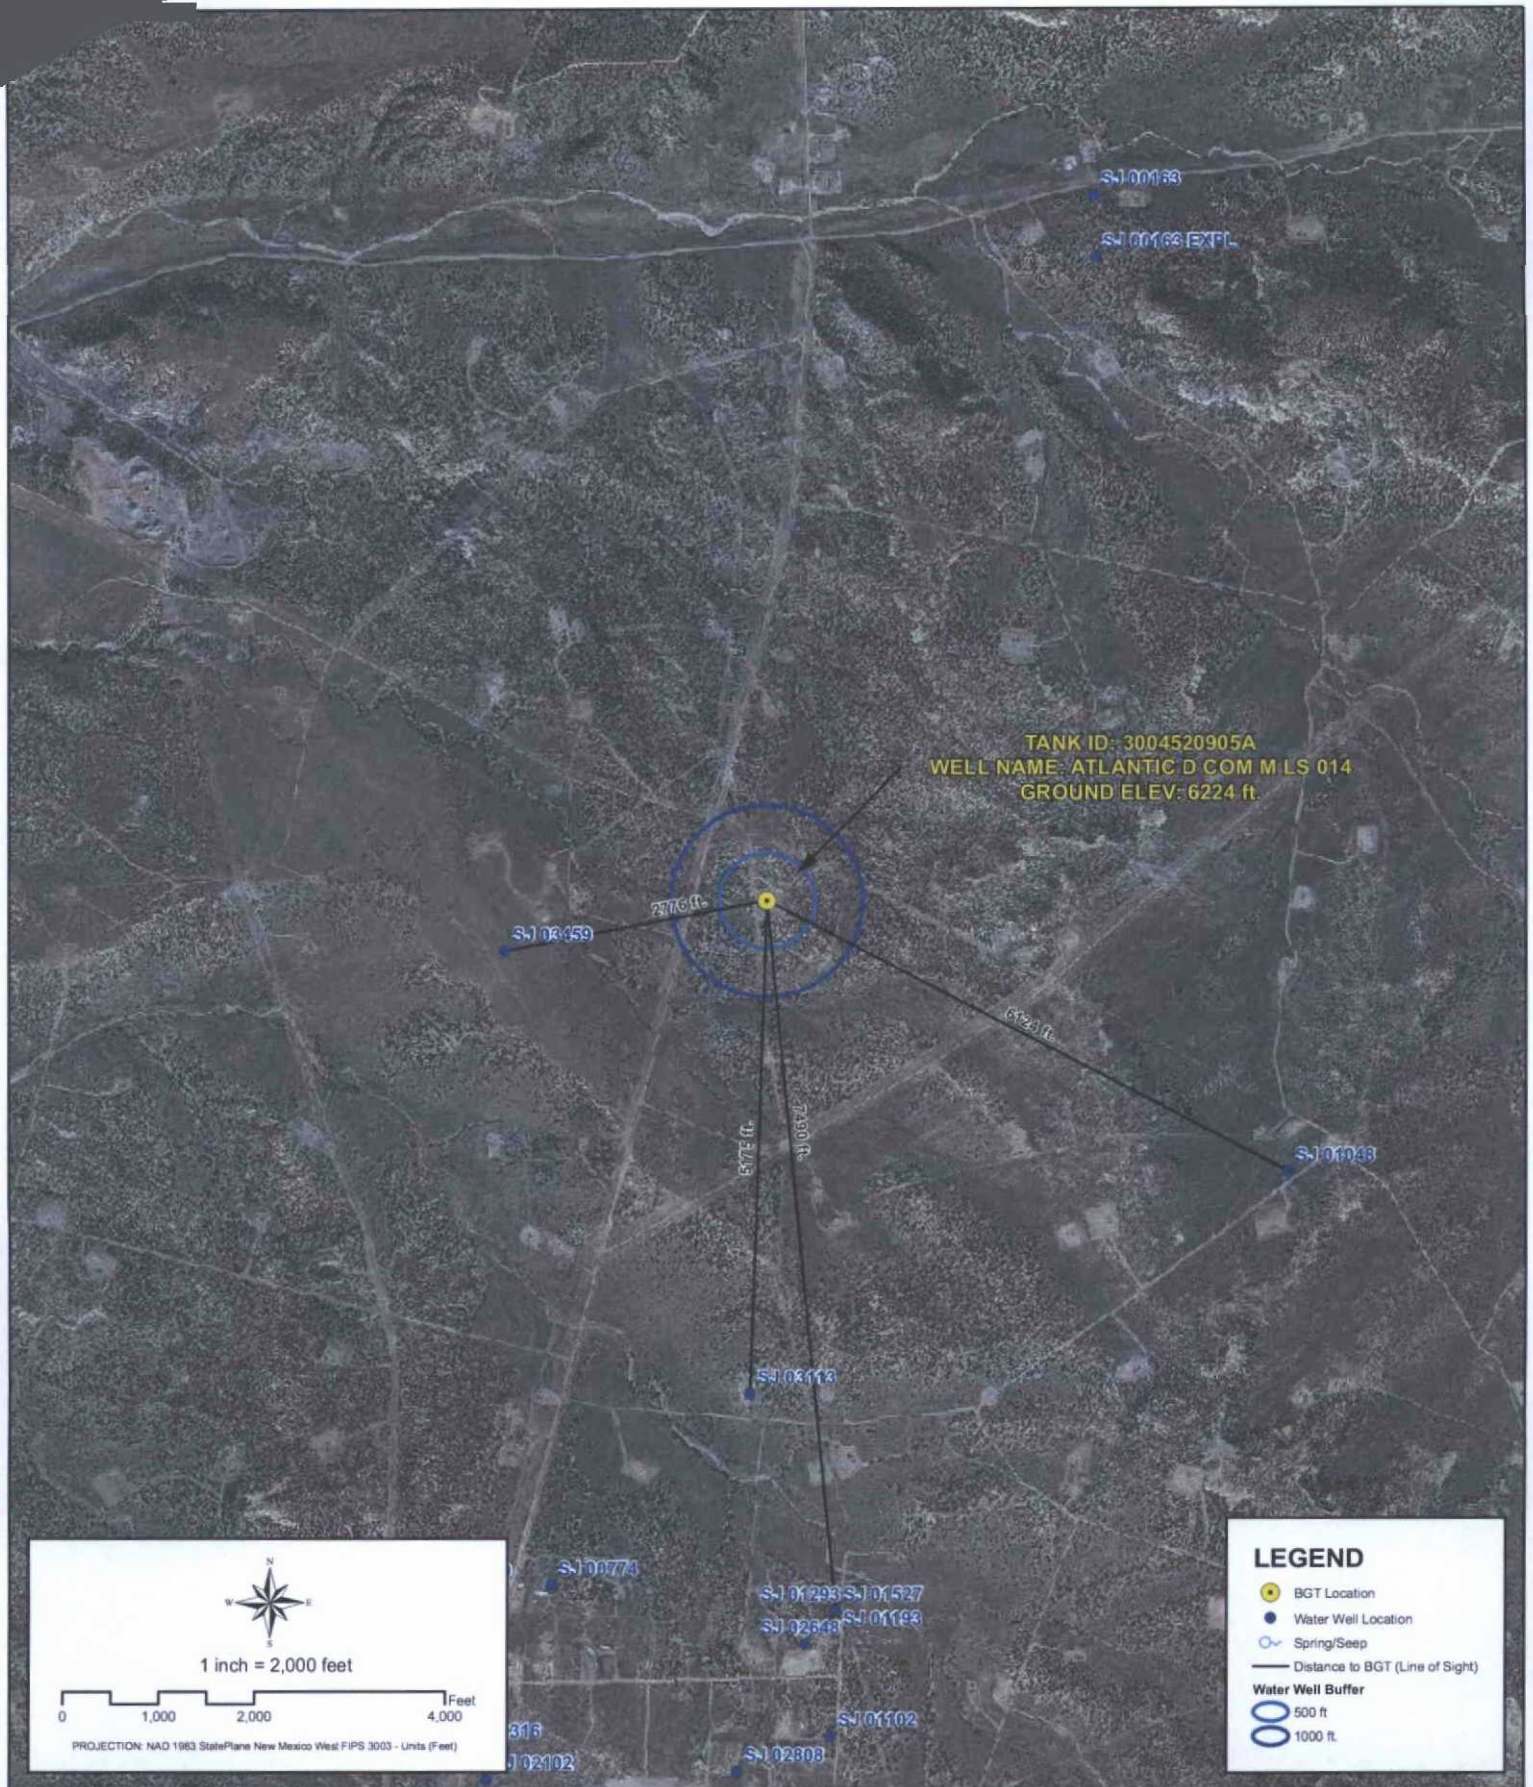 SJ 00163
SJ 00163 EXPL
TANK ID: 3004520905A
WELL NAME: ATLANTIC D COM M LS 014
GROUND ELEV: 6224 ft.
2776 ft.
SJ 03459
6124 ft.
5175 ft.
7490 ft.
SJ 01048
SJ 03113
SJ 00774
SJ 01293 SJ 01527
SJ 01193
SJ 02648
SJ 01102
SJ 02808
316
J 02102
N
W E
S
1 inch = 2,000 feet
Feet
0 1,000 2,000 4,000
PROJECTION: NAD 1983 StatePlane New Mexico West FIPS 3003 - Units (Feet)
LEGEND
BGT Location
Water Well Location
Spring/Seep
Distance to BGT (Line of Sight)
Water Well Buffer
500 ft
1000 ft.